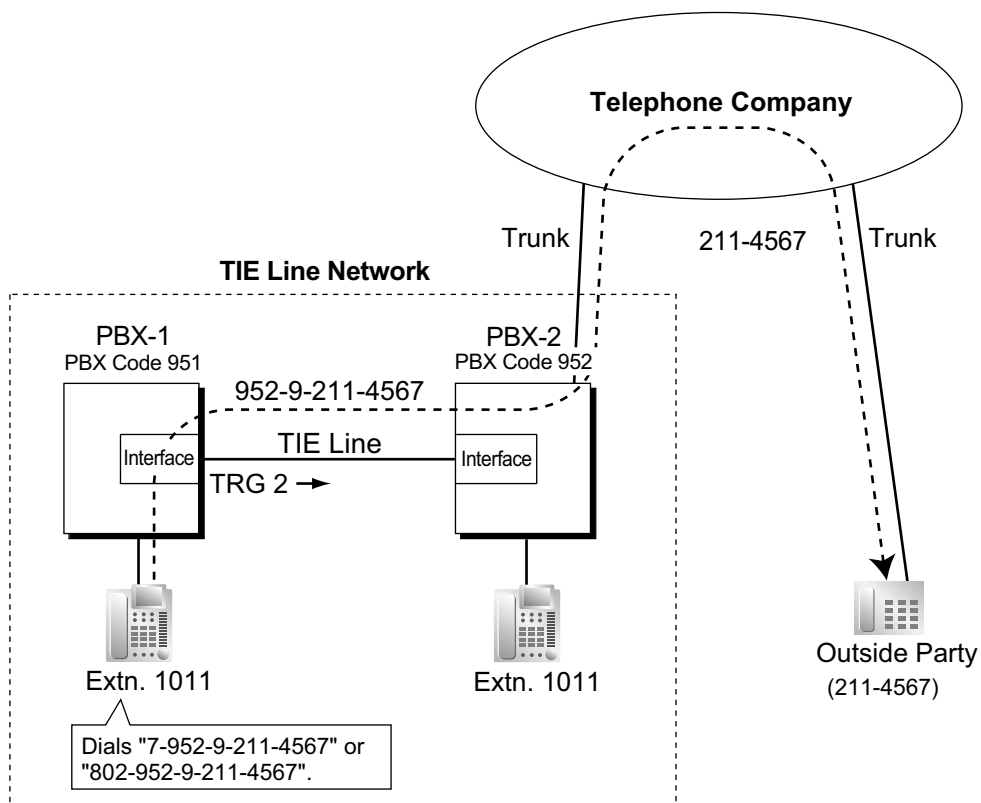 Telephone Company
Trunk
211-4567
Trunk
TIE Line Network
PBX-1
PBX Code 951
PBX-2
PBX Code 952
952-9-211-4567
Interface
TIE Line
Interface
TRG 2 →
Extn. 1011
Extn. 1011
Outside Party
(211-4567)
Dials "7-952-9-211-4567" or
"802-952-9-211-4567".